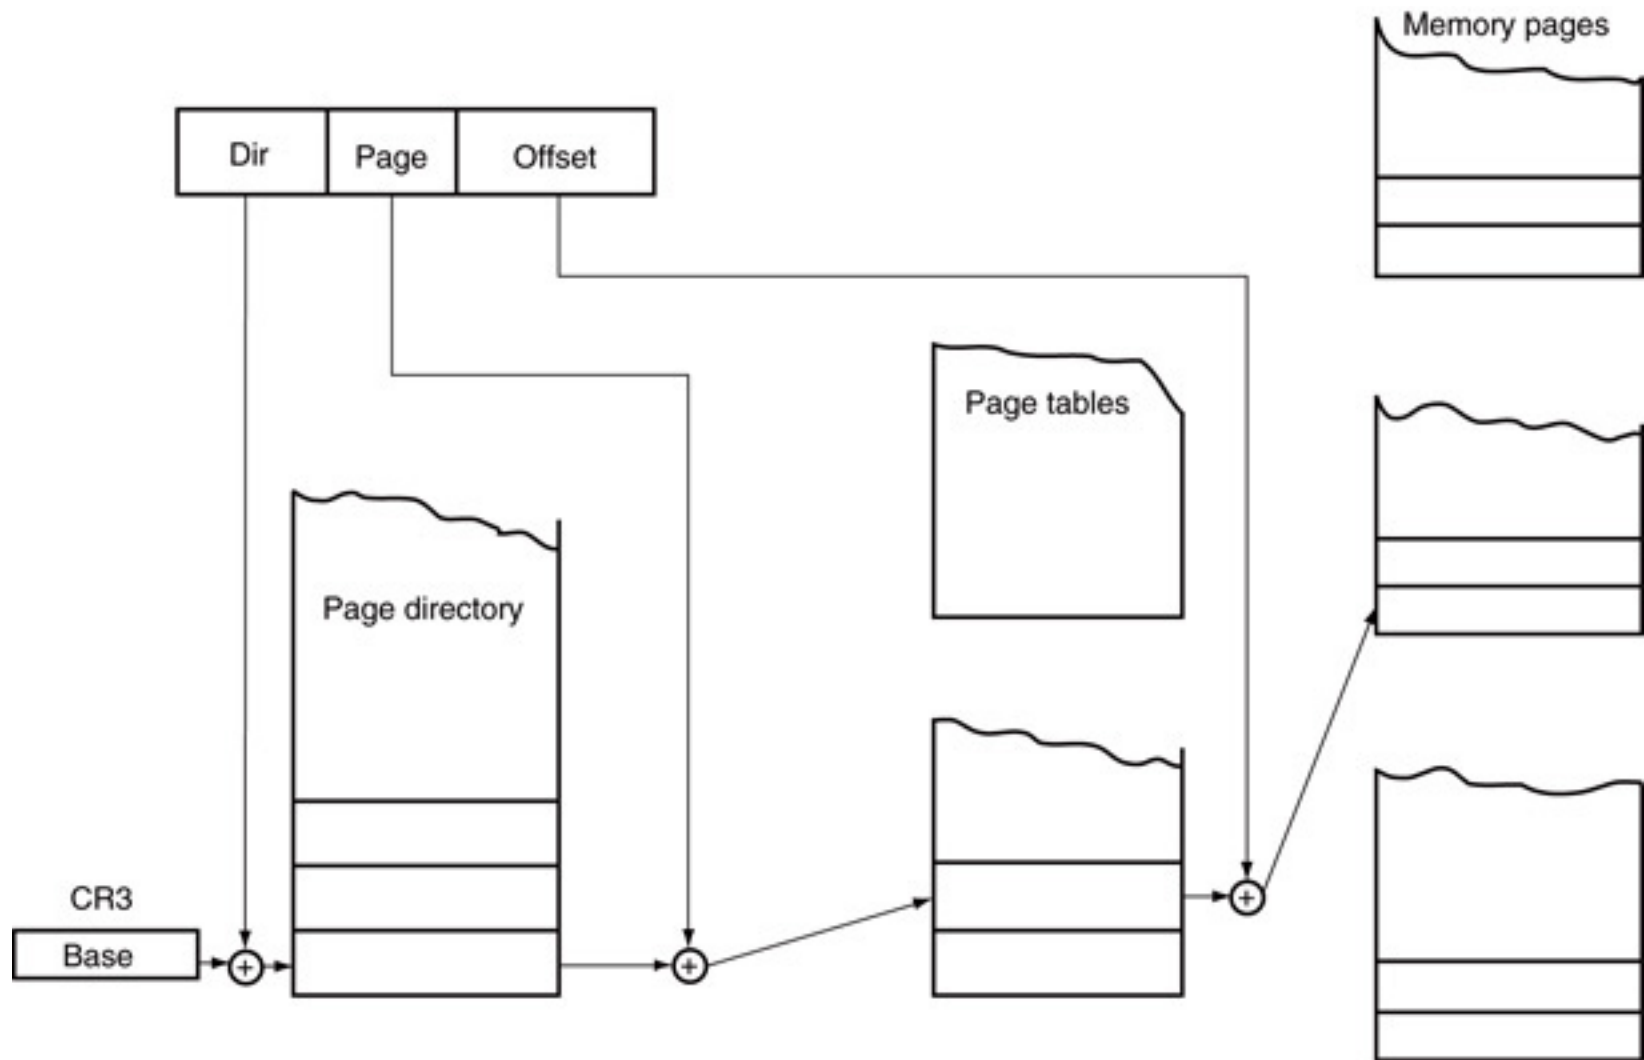 Memory pages
Dir
Page
Offset
Page tables
Page directory
CR3
Base